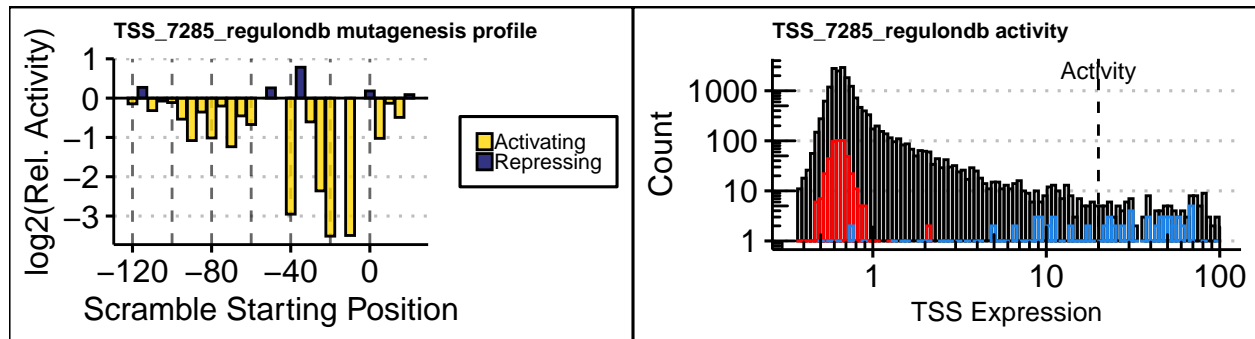 TSS_7285_regulondb mutagenesis profile
log2(Rel. Activity)
1
0
−1
−2
−3
−120
−80
−40
0
Scramble Starting Position
Activating
Repressing
TSS_7285_regulondb activity
Activity
Count
1000
100
10
1
1
10
100
TSS Expression